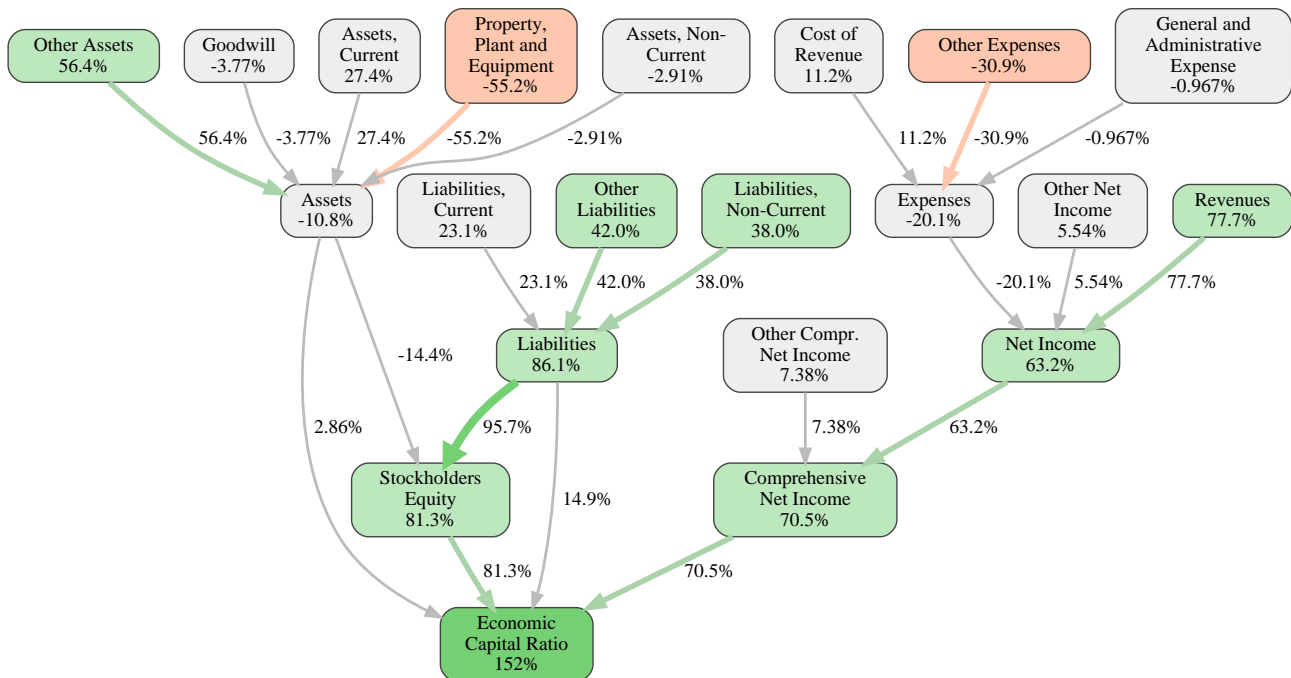 Other Assets
56.4%
Goodwill
-3.77%
Assets,
Current
27.4%
Property,
Plant and
Equipment
-55.2%
Assets, Non-
Current
-2.91%
Cost of
Revenue
11.2%
Other Expenses
-30.9%
General and
Administrative
Expense
-0.967%
56.4%
-3.77%
27.4%
-55.2%
-2.91%
11.2%
-30.9%
-0.967%
Assets
-10.8%
Liabilities,
Current
23.1%
Other
Liabilities
42.0%
Liabilities,
Non-Current
38.0%
Expenses
-20.1%
Other Net
Income
5.54%
Revenues
77.7%
23.1%
42.0%
38.0%
-20.1%
5.54%
77.7%
-14.4%
Liabilities
86.1%
Other Compr.
Net Income
7.38%
Net Income
63.2%
2.86%
95.7%
7.38%
63.2%
Stockholders
Equity
81.3%
14.9%
Comprehensive
Net Income
70.5%
81.3%
70.5%
Economic
Capital Ratio
152%